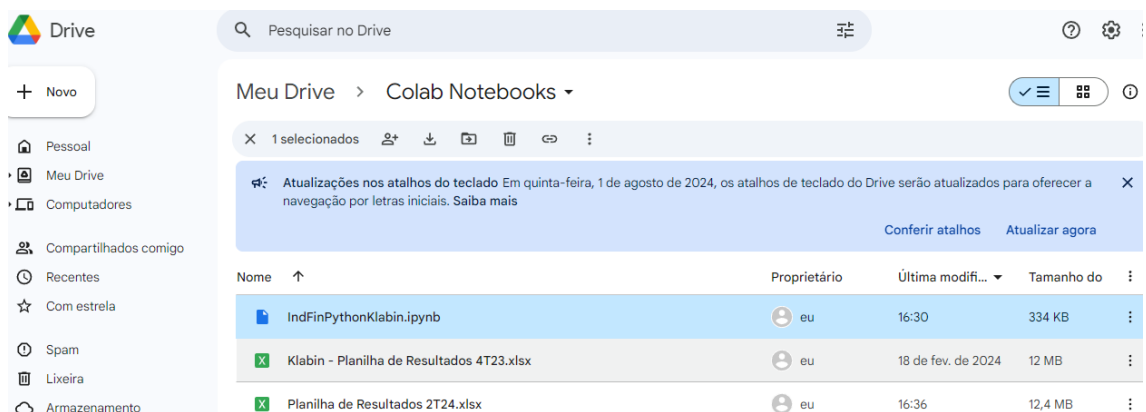 Drive
Pesquisar no Drive
Novo
Meu Drive > Colab Notebooks
1 selecionados
Pessoal
Meu Drive
Computadores
Compartilhados comigo
Recentes
Com estrela
Spam
Lixeira
Armazenamento
Atualizações nos atalhos do teclado Em quinta-feira, 1 de agosto de 2024, os atalhos de teclado do Drive serão atualizados para oferecer a
navegação por letras iniciais. Saiba mais
Conferir atalhos Atualizar agora
Nome Proprietário Última modifi... Tamanho do
IndFinPythonKlabin.ipynb eu 16:30 334 KB
Klabin - Planilha de Resultados 4T23.xlsx eu 18 de fev. de 2024 12 MB
Planilha de Resultados 2T24.xlsx eu 16:36 12,4 MB